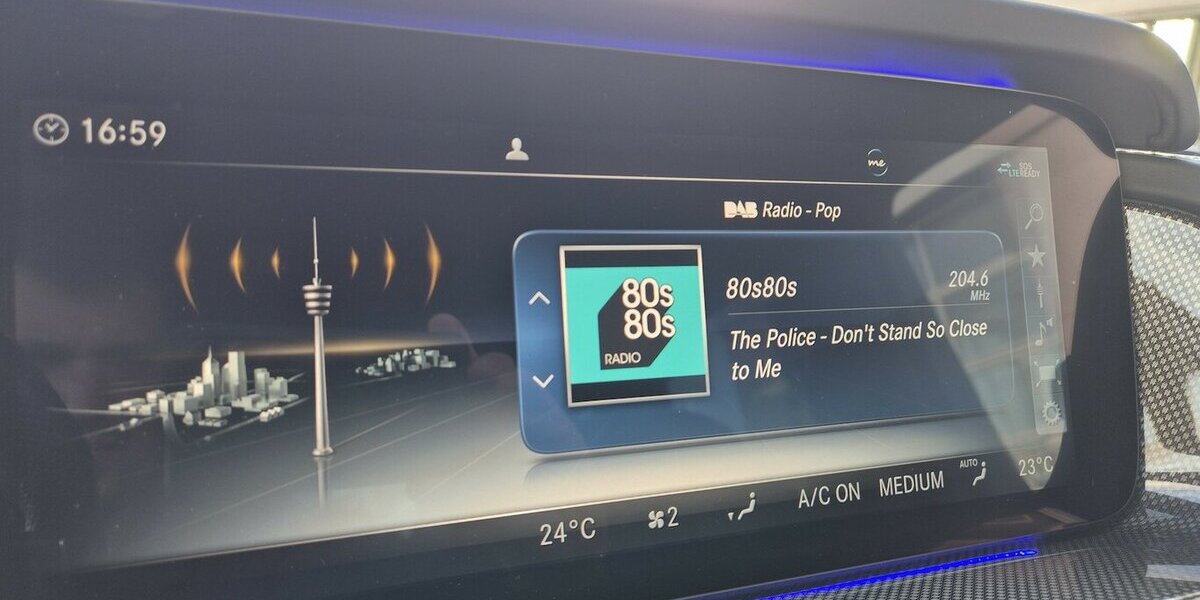 16:59
me
SOS
LTE READY
DAB Radio - Pop
80s
80s
RADIO
80s80s
204.6
MHz
The Police - Don't Stand So Close
to Me
24°C
2
A/C ON
MEDIUM
AUTO
23°C